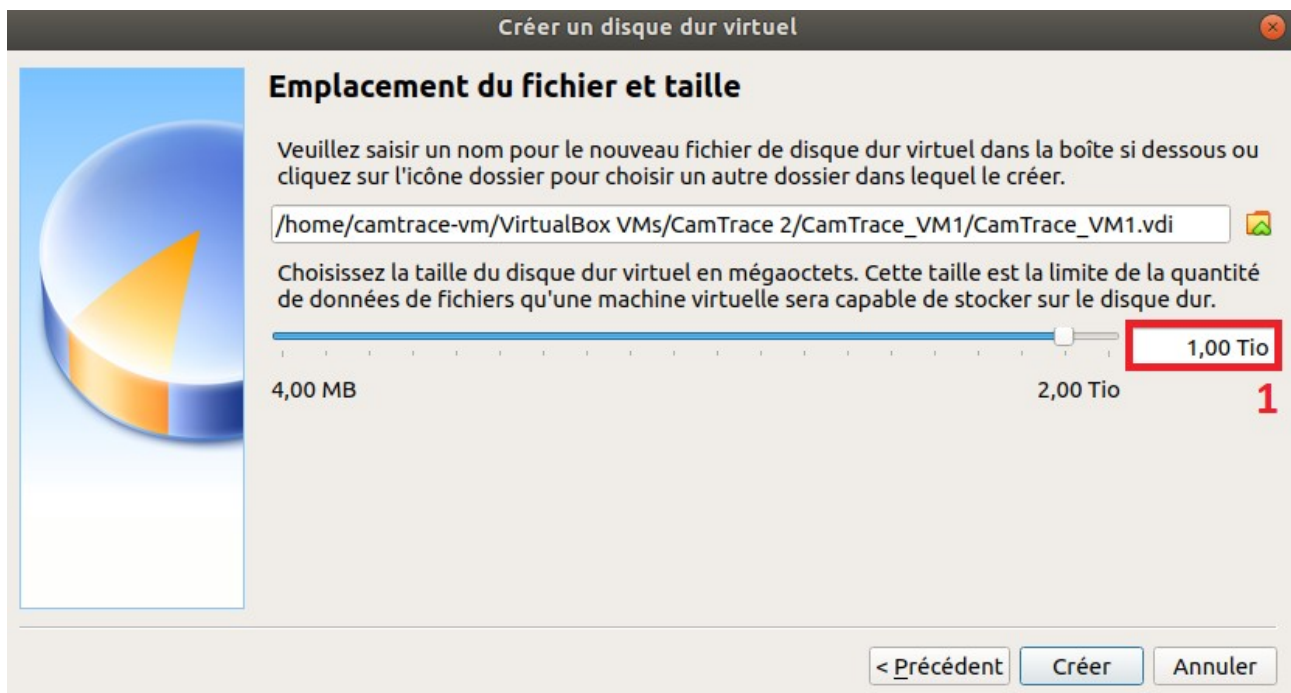 Créer un disque dur virtuel
Emplacement du fichier et taille
Veuillez saisir un nom pour le nouveau fichier de disque dur virtuel dans la boîte si dessous ou
cliquez sur l'icône dossier pour choisir un autre dossier dans lequel le créer.
/home/camtrace-vm/VirtualBox VMs/CamTrace 2/CamTrace_VM1/CamTrace_VM1.vdi
Choisissez la taille du disque dur virtuel en mégaoctets. Cette taille est la limite de la quantité
de données de fichiers qu'une machine virtuelle sera capable de stocker sur le disque dur.
1,00 Tio
4,00 MB 2,00 Tio 1
< Précédent Créer Annuler